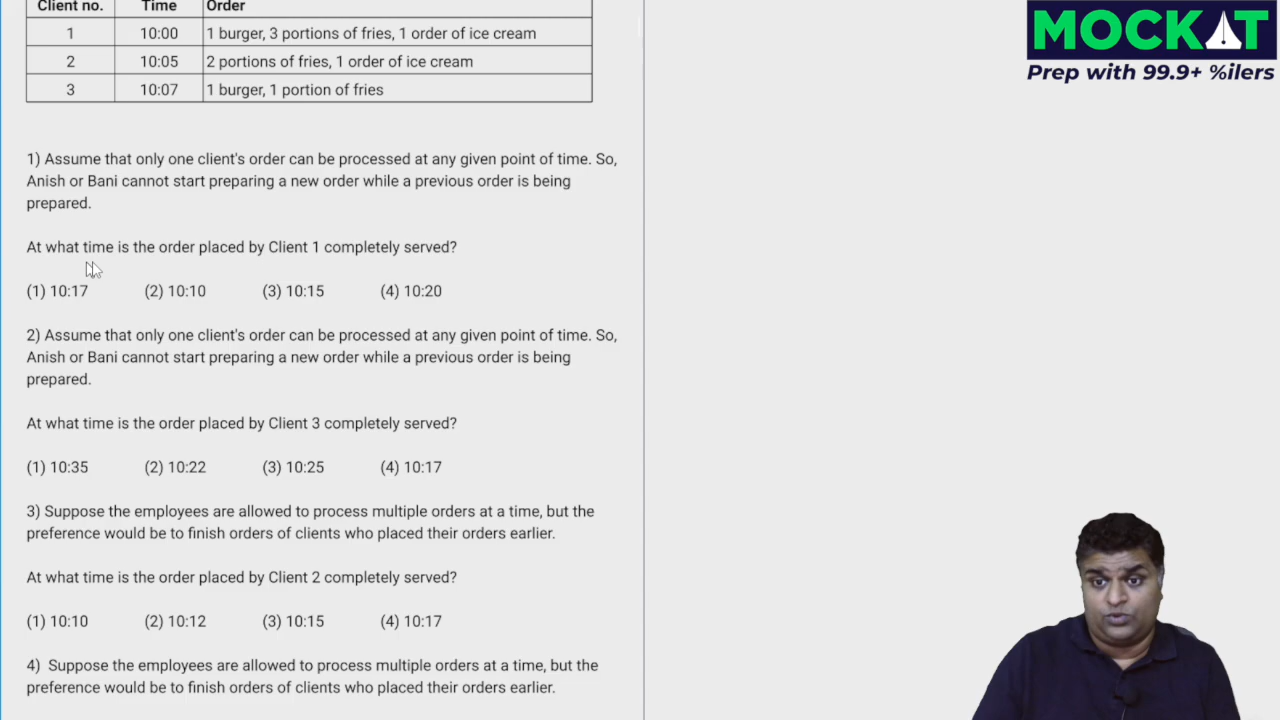 Client no. Time Order
1 10:00 1 burger, 3 portions of fries, 1 order of ice cream
2 10:05 2 portions of fries, 1 order of ice cream
3 10:07 1 burger, 1 portion of fries
MOCKAT
Prep with 99.9+ %ilers
1) Assume that only one client's order can be processed at any given point of time. So,
Anish or Bani cannot start preparing a new order while a previous order is being
prepared.
At what time is the order placed by Client 1 completely served?
(1) 10:17 (2) 10:10 (3) 10:15 (4) 10:20
2) Assume that only one client's order can be processed at any given point of time. So,
Anish or Bani cannot start preparing a new order while a previous order is being
prepared.
At what time is the order placed by Client 3 completely served?
(1) 10:35 (2) 10:22 (3) 10:25 (4) 10:17
3) Suppose the employees are allowed to process multiple orders at a time, but the
preference would be to finish orders of clients who placed their orders earlier.
At what time is the order placed by Client 2 completely served?
(1) 10:10 (2) 10:12 (3) 10:15 (4) 10:17
4) Suppose the employees are allowed to process multiple orders at a time, but the
preference would be to finish orders of clients who placed their orders earlier.